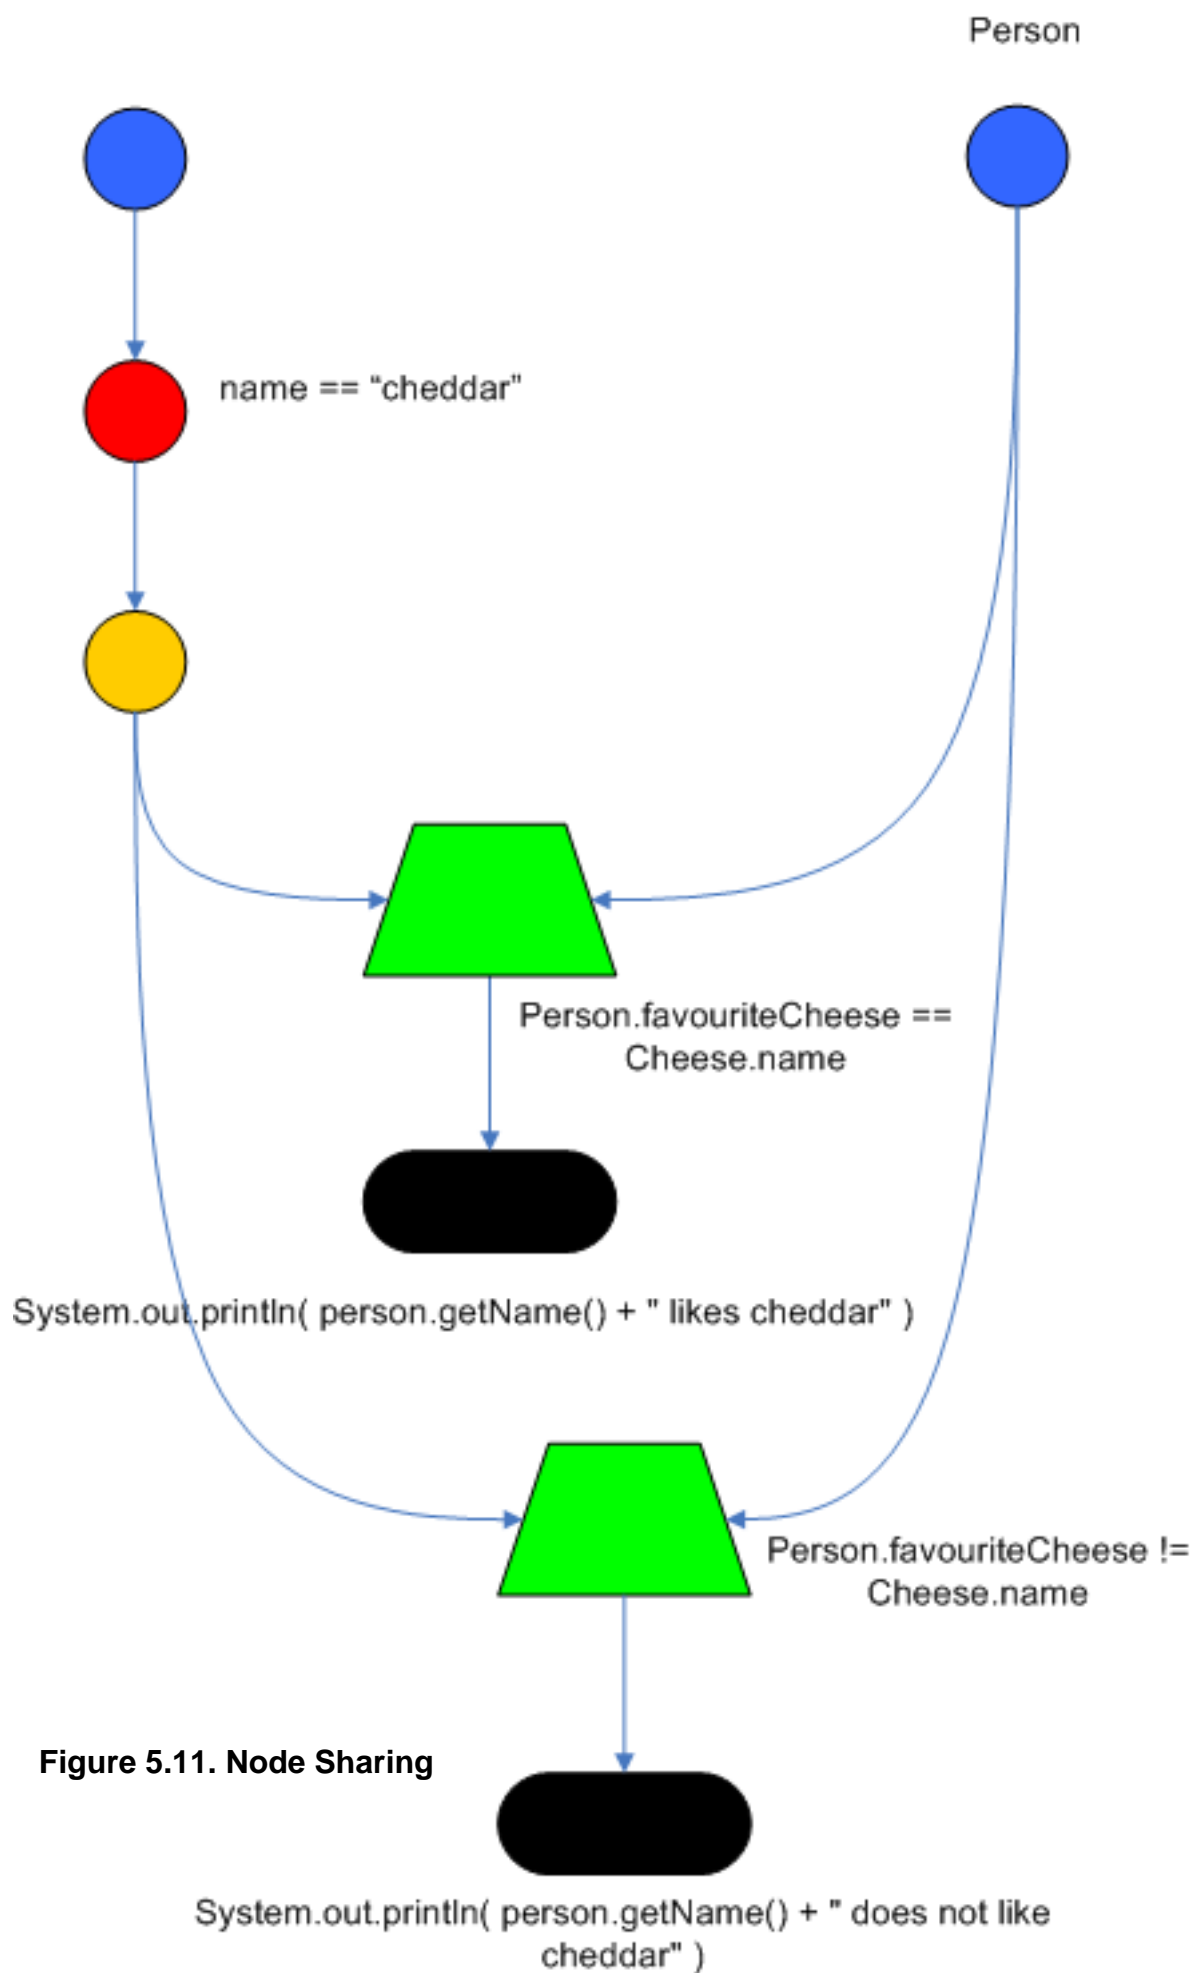 Person
name == “cheddar”
Person.favouriteCheese ==
Cheese.name
System.out.println( person.getName() + " likes cheddar" )
Person.favouriteCheese !=
Cheese.name
Figure 5.11. Node Sharing
System.out.println( person.getName() + " does not like
cheddar" )